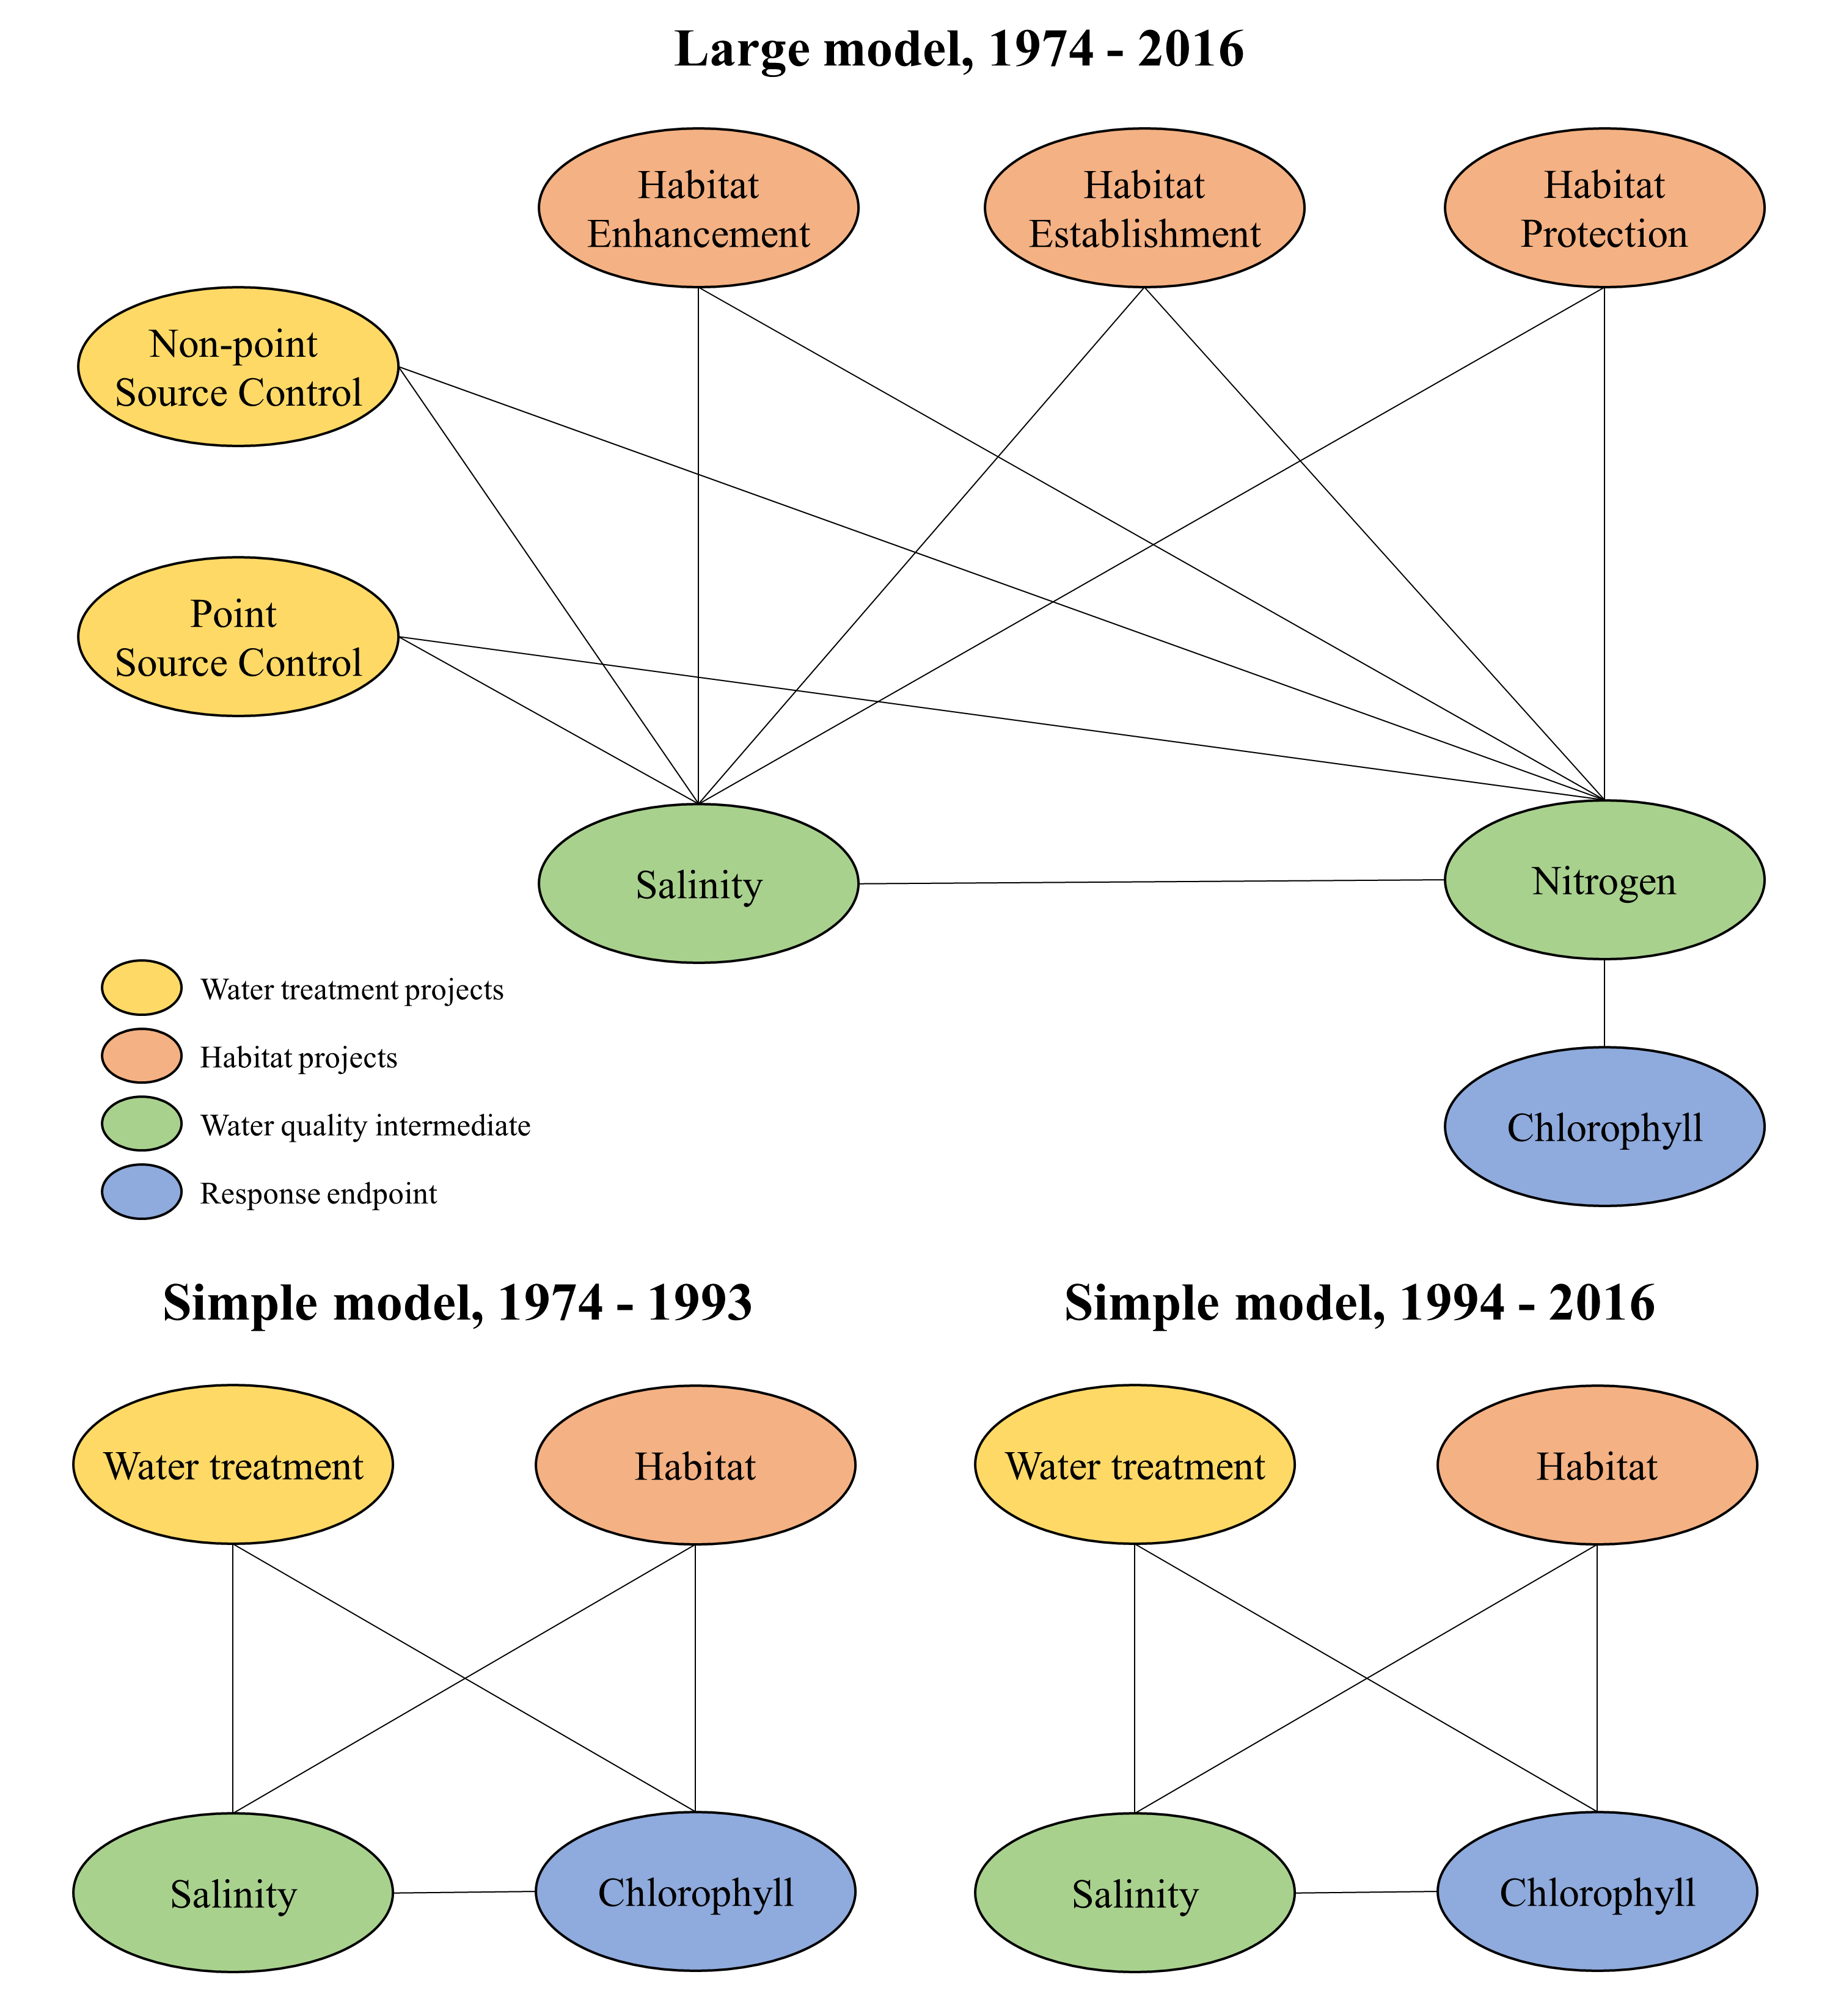 Large model, 1974 - 2016
Habitat
Enhancement
Habitat
Establishment
Habitat
Protection
Non-point
Source Control
Point
Source Control
Salinity
Nitrogen
Water treatment projects
Habitat projects
Water quality intermediate
Response endpoint
Chlorophyll
Simple model, 1974 - 1993
Water treatment
Habitat
Salinity
Chlorophyll
Simple model, 1994 - 2016
Water treatment
Habitat
Salinity
Chlorophyll